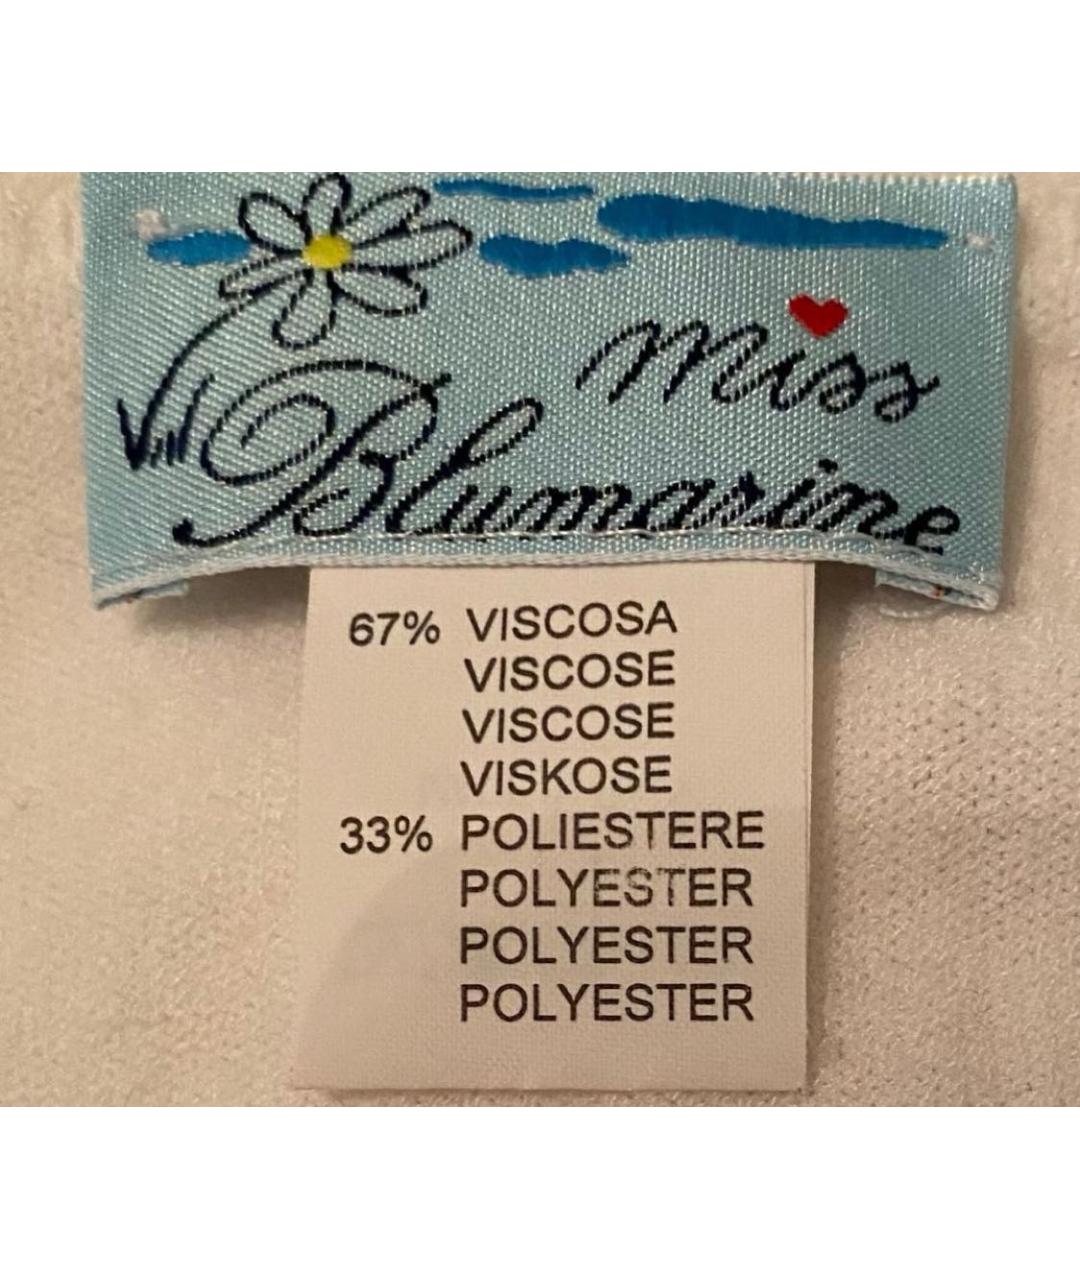 Miss
Blumarine
67% VISCOSA
VISCOSE
VISCOSE
VISKOSE
33% POLIESTERE
POLYESTER
POLYESTER
POLYESTER